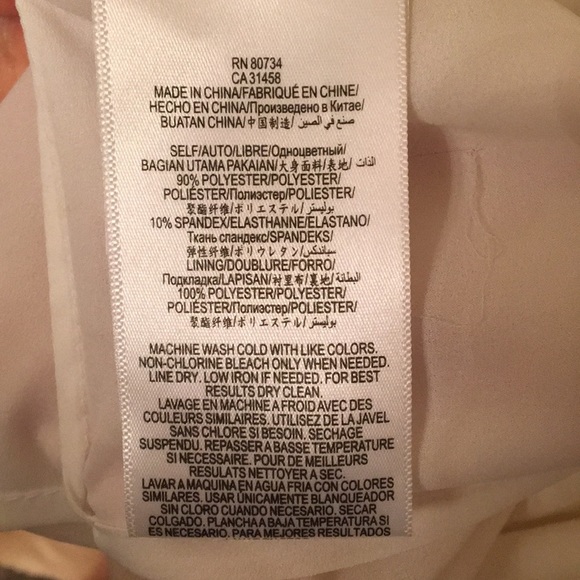 RN 80734
CA 31458
MADE IN CHINA/FABRIQUÉ EN CHINE/
HECHO EN CHINA/Произведено в Китае/
BUATAN CHINA/中国制造/ صنع في الصين
SELF/AUTO/LIBRE/Одноцветный/
BAGIAN UTAMA PAKAIAN/大身面料/表地/ الذات
90% POLYESTER/POLYESTER/
POLIÉSTER/Полиэстер/POLIESTER/
聚酯纤维/ポリエステル/ بوليستر
10% SPANDEX/ELASTHANNE/ELASTANO/
Ткань спандекс/SPANDEKS/
弹性纤维/ポリウレタン/ سباندكس
LINING/DOUBLURE/FORRO/
Подкладка/LAPISAN/衬里布/裏地/ البطانة
100% POLYESTER/POLYESTER/
POLIÉSTER/Полиэстер/POLIESTER/
聚酯纤维/ポリエステル/ بوليستر
MACHINE WASH COLD WITH LIKE COLORS.
NON-CHLORINE BLEACH ONLY WHEN NEEDED.
LINE DRY. LOW IRON IF NEEDED. FOR BEST
RESULTS DRY CLEAN.
LAVAGE EN MACHINE A FROID AVEC DES
COULEURS SIMILAIRES. UTILISEZ DE LA JAVEL
SANS CHLORE SI BESOIN. SECHAGE
SUSPENDU. REPASSER A BASSE TEMPERATURE
SI NECESSAIRE. POUR DE MEILLEURS
RESULATS NETTOYER A SEC.
LAVAR A MAQUINA EN AGUA FRIA CON COLORES
SIMILARES. USAR ÚNICAMENTE BLANQUEADOR
SIN CLORO CUANDO NECESARIO. SECAR
COLGADO. PLANCHA A BAJA TEMPERATURA SI
ES NECESARIO. PARA MEJORES RESULTADOS